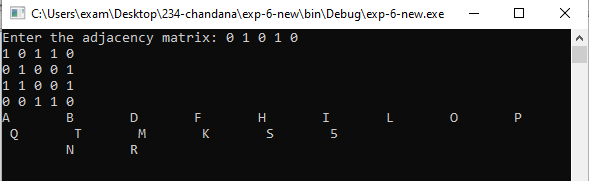 C:\Users\exam\Desktop\234-chandana\exp-6-new\bin\Debug\exp-6-new.exe
Enter the adjacency matrix: 0 1 0 1 0
1 0 1 1 0
0 1 0 0 1
1 1 0 0 1
0 0 1 1 0
A B D F H I L O P
Q T M K S 5
N R